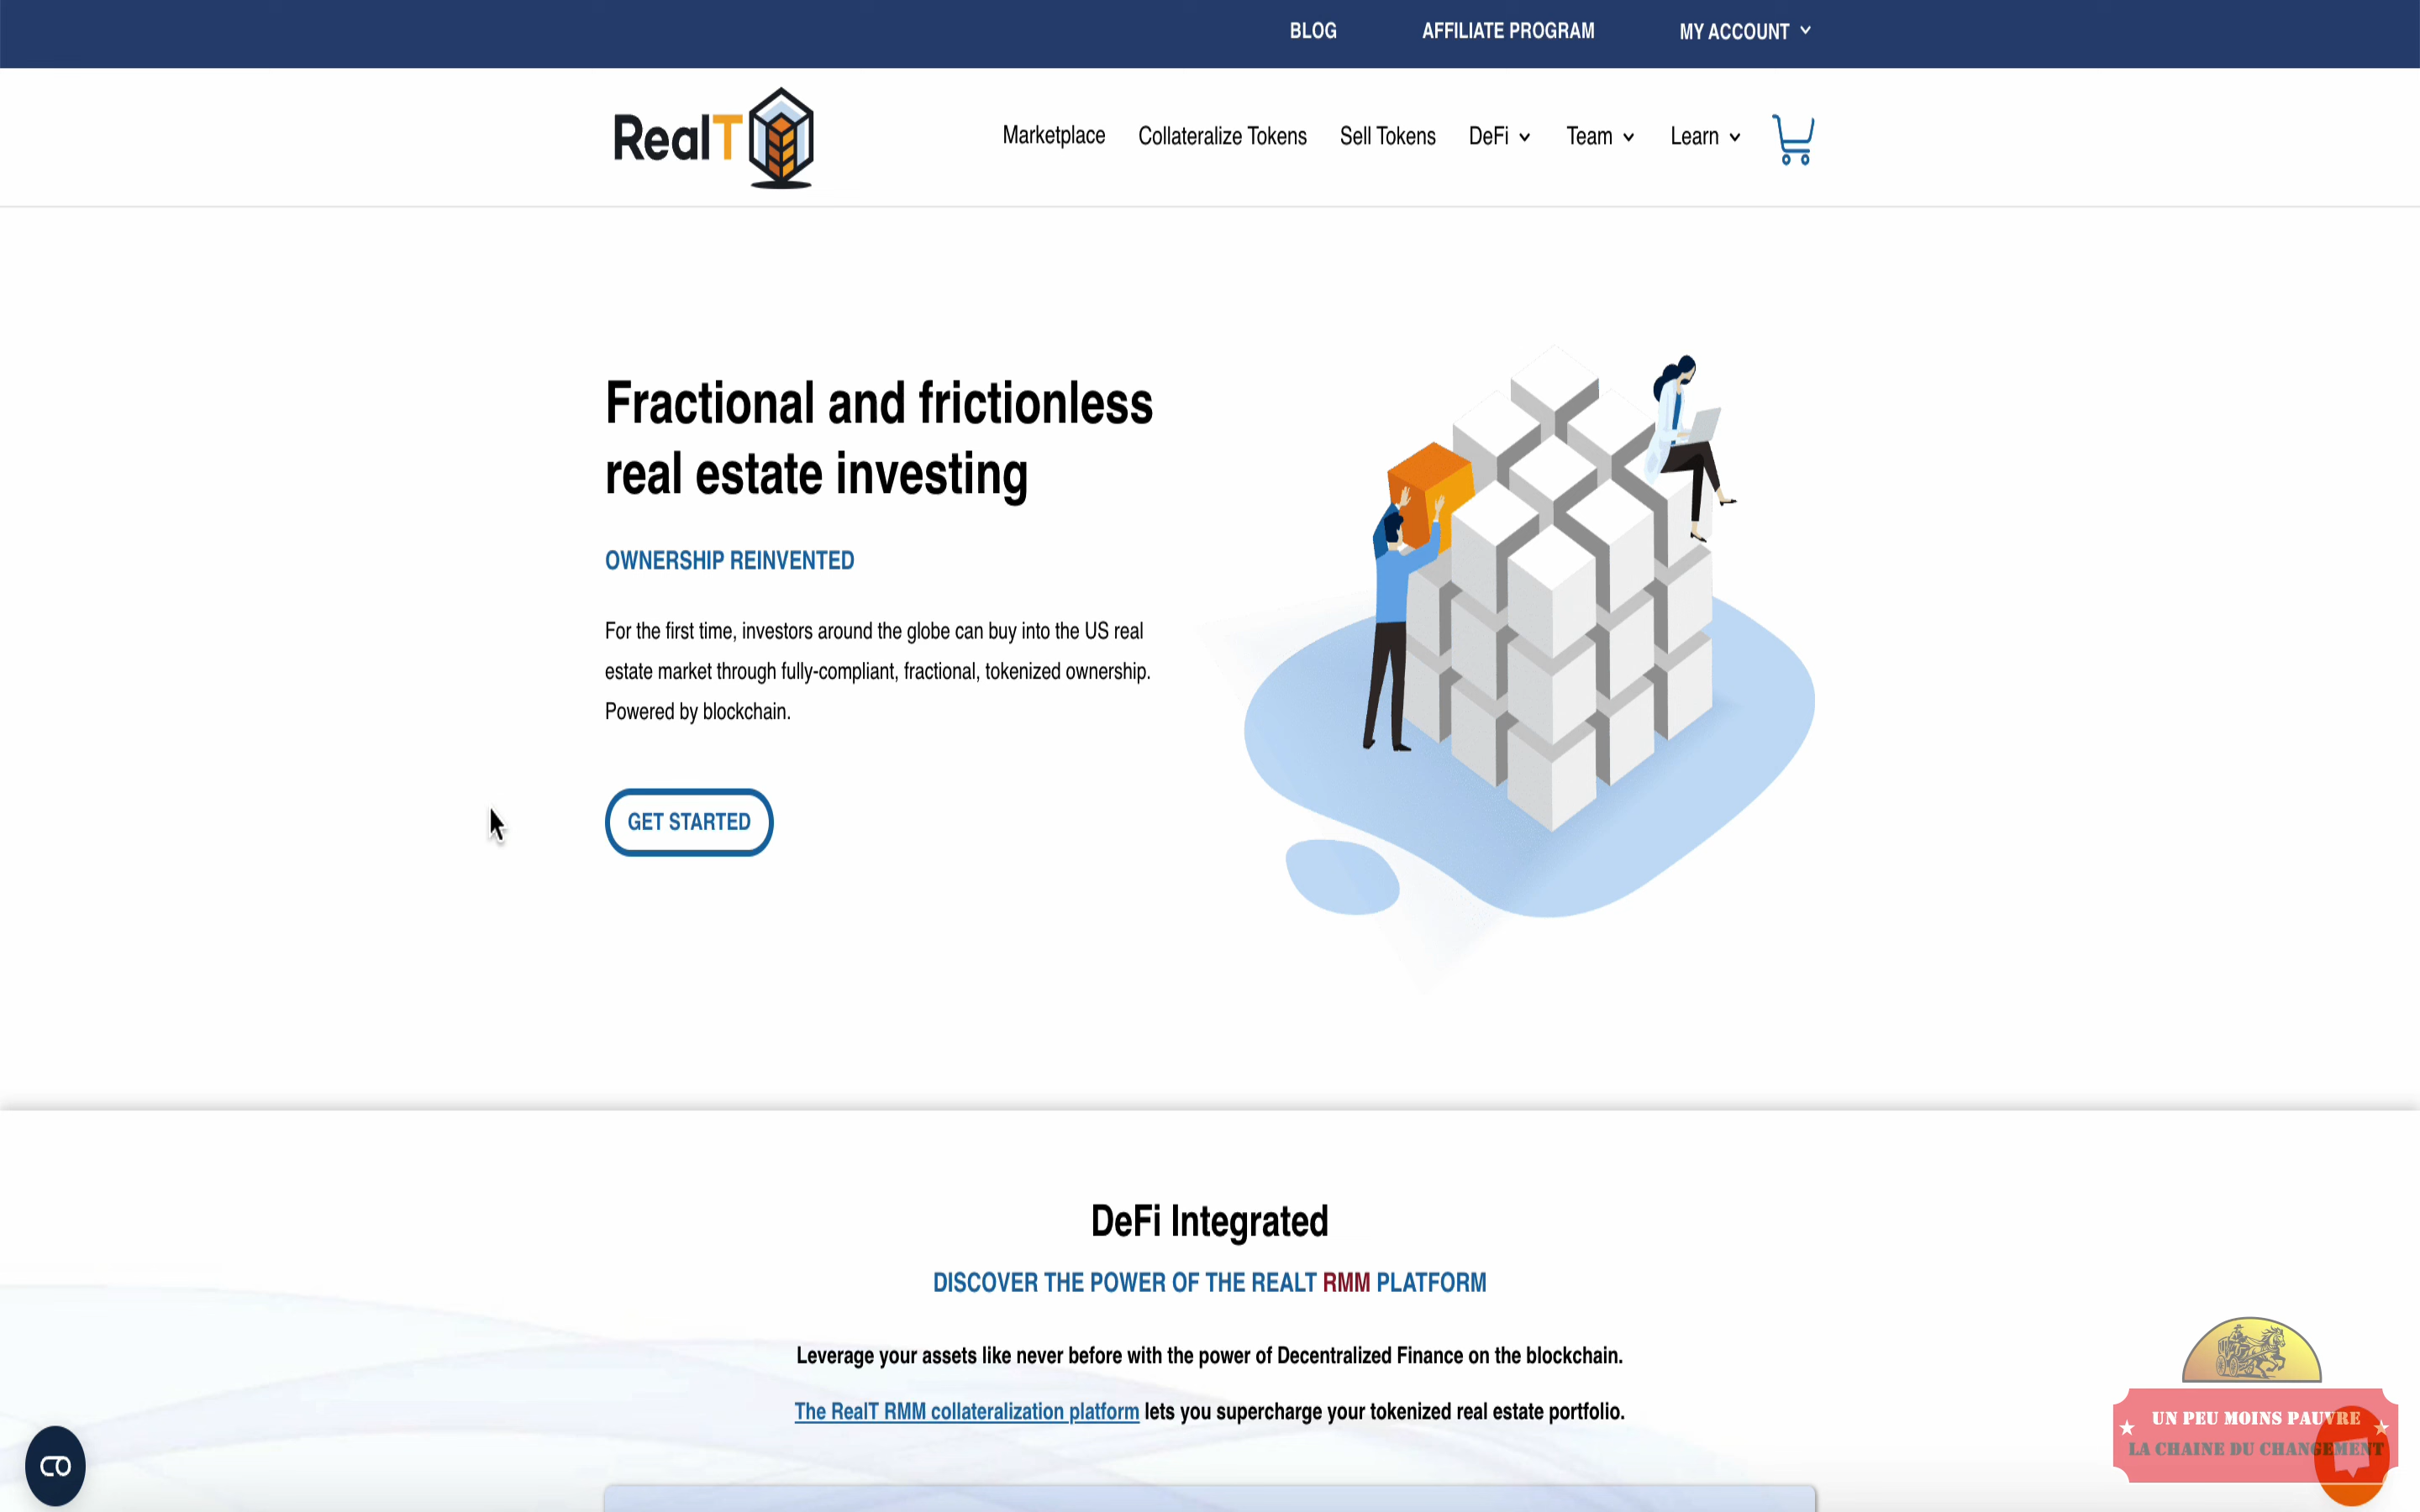 BLOG AFFILIATE PROGRAM MY ACCOUNT
RealT
Marketplace Collateralize Tokens Sell Tokens DeFi Team Learn
Fractional and frictionless
real estate investing
OWNERSHIP REINVENTED
For the first time, investors around the globe can buy into the US real
estate market through fully-compliant, fractional, tokenized ownership.
Powered by blockchain.
GET STARTED
DeFi Integrated
DISCOVER THE POWER OF THE REALT RMM PLATFORM
Leverage your assets like never before with the power of Decentralized Finance on the blockchain.
The RealT RMM collateralization platform lets you supercharge your tokenized real estate portfolio.
UN PEU MOINS PAUVRE
LA CHAINE DU CHANGEMENT